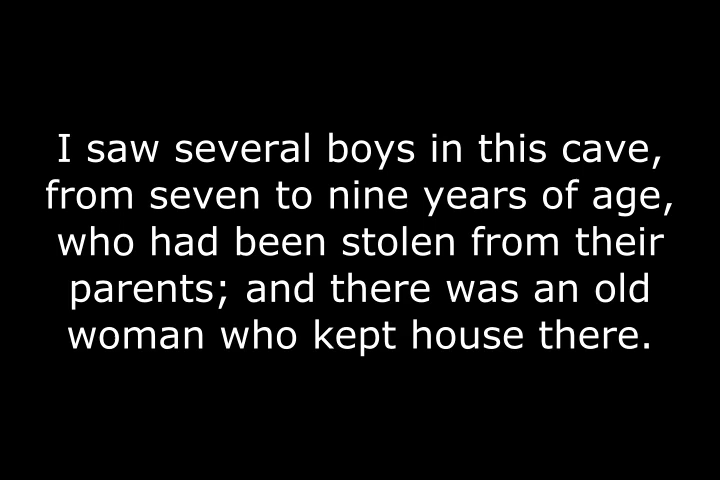 I saw several boys in this cave,
from seven to nine years of age,
who had been stolen from their
parents; and there was an old
woman who kept house there.